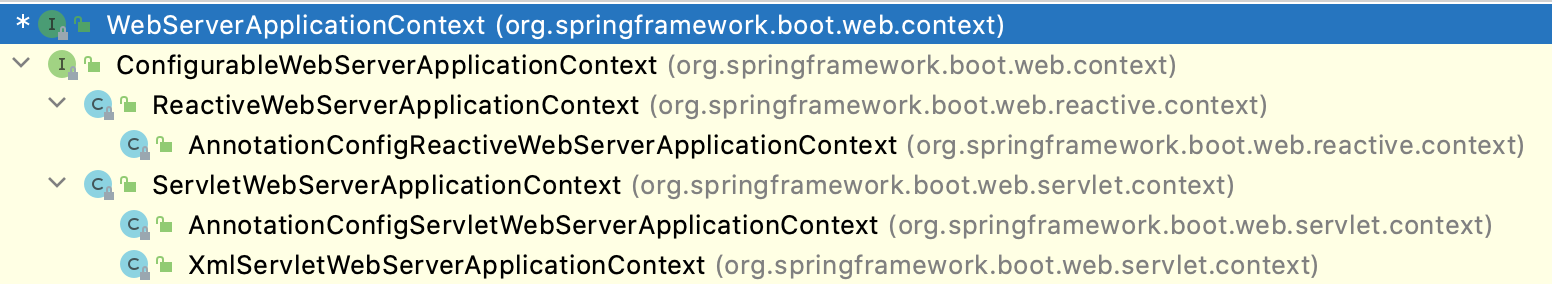 * I WebServerApplicationContext (org.springframework.boot.web.context)
I ConfigurableWebServerApplicationContext (org.springframework.boot.web.context)
C ReactiveWebServerApplicationContext (org.springframework.boot.web.reactive.context)
C AnnotationConfigReactiveWebServerApplicationContext (org.springframework.boot.web.reactive.context)
C ServletWebServerApplicationContext (org.springframework.boot.web.servlet.context)
C AnnotationConfigServletWebServerApplicationContext (org.springframework.boot.web.servlet.context)
C XmlServletWebServerApplicationContext (org.springframework.boot.web.servlet.context)